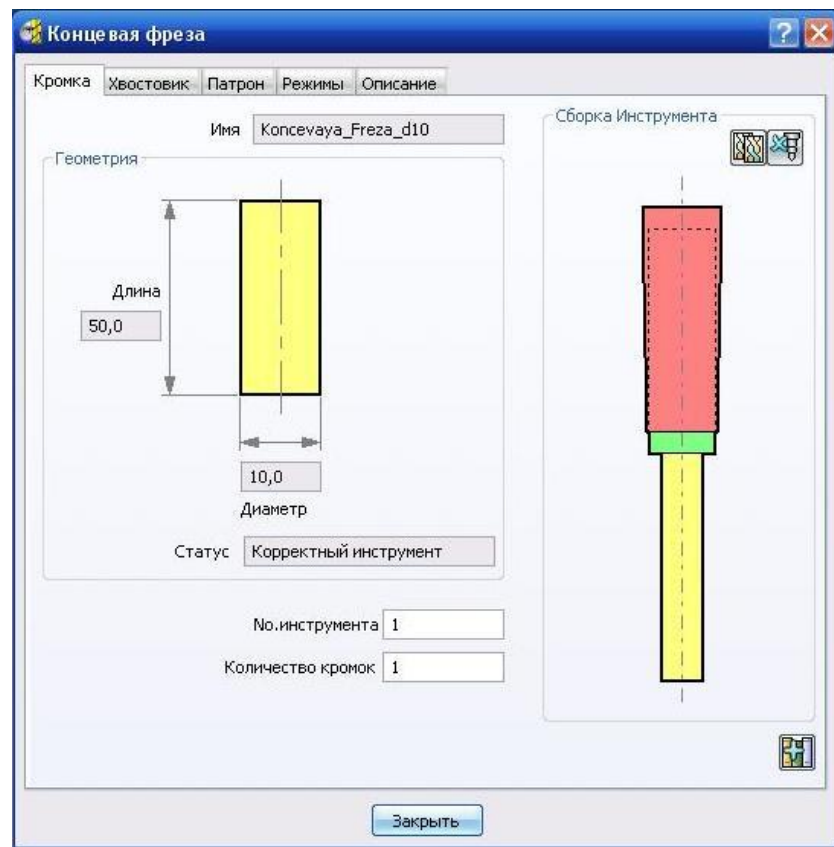 Концевая фреза
Кромка Хвостовик Патрон Режимы Описание
Имя Koncevaya_Freza_d10
Сборка Инструмента
Геометрия
Длина
50,0
10,0
Диаметр
Статус Корректный инструмент
No.инструмента 1
Количество кромок 1
Закрыть